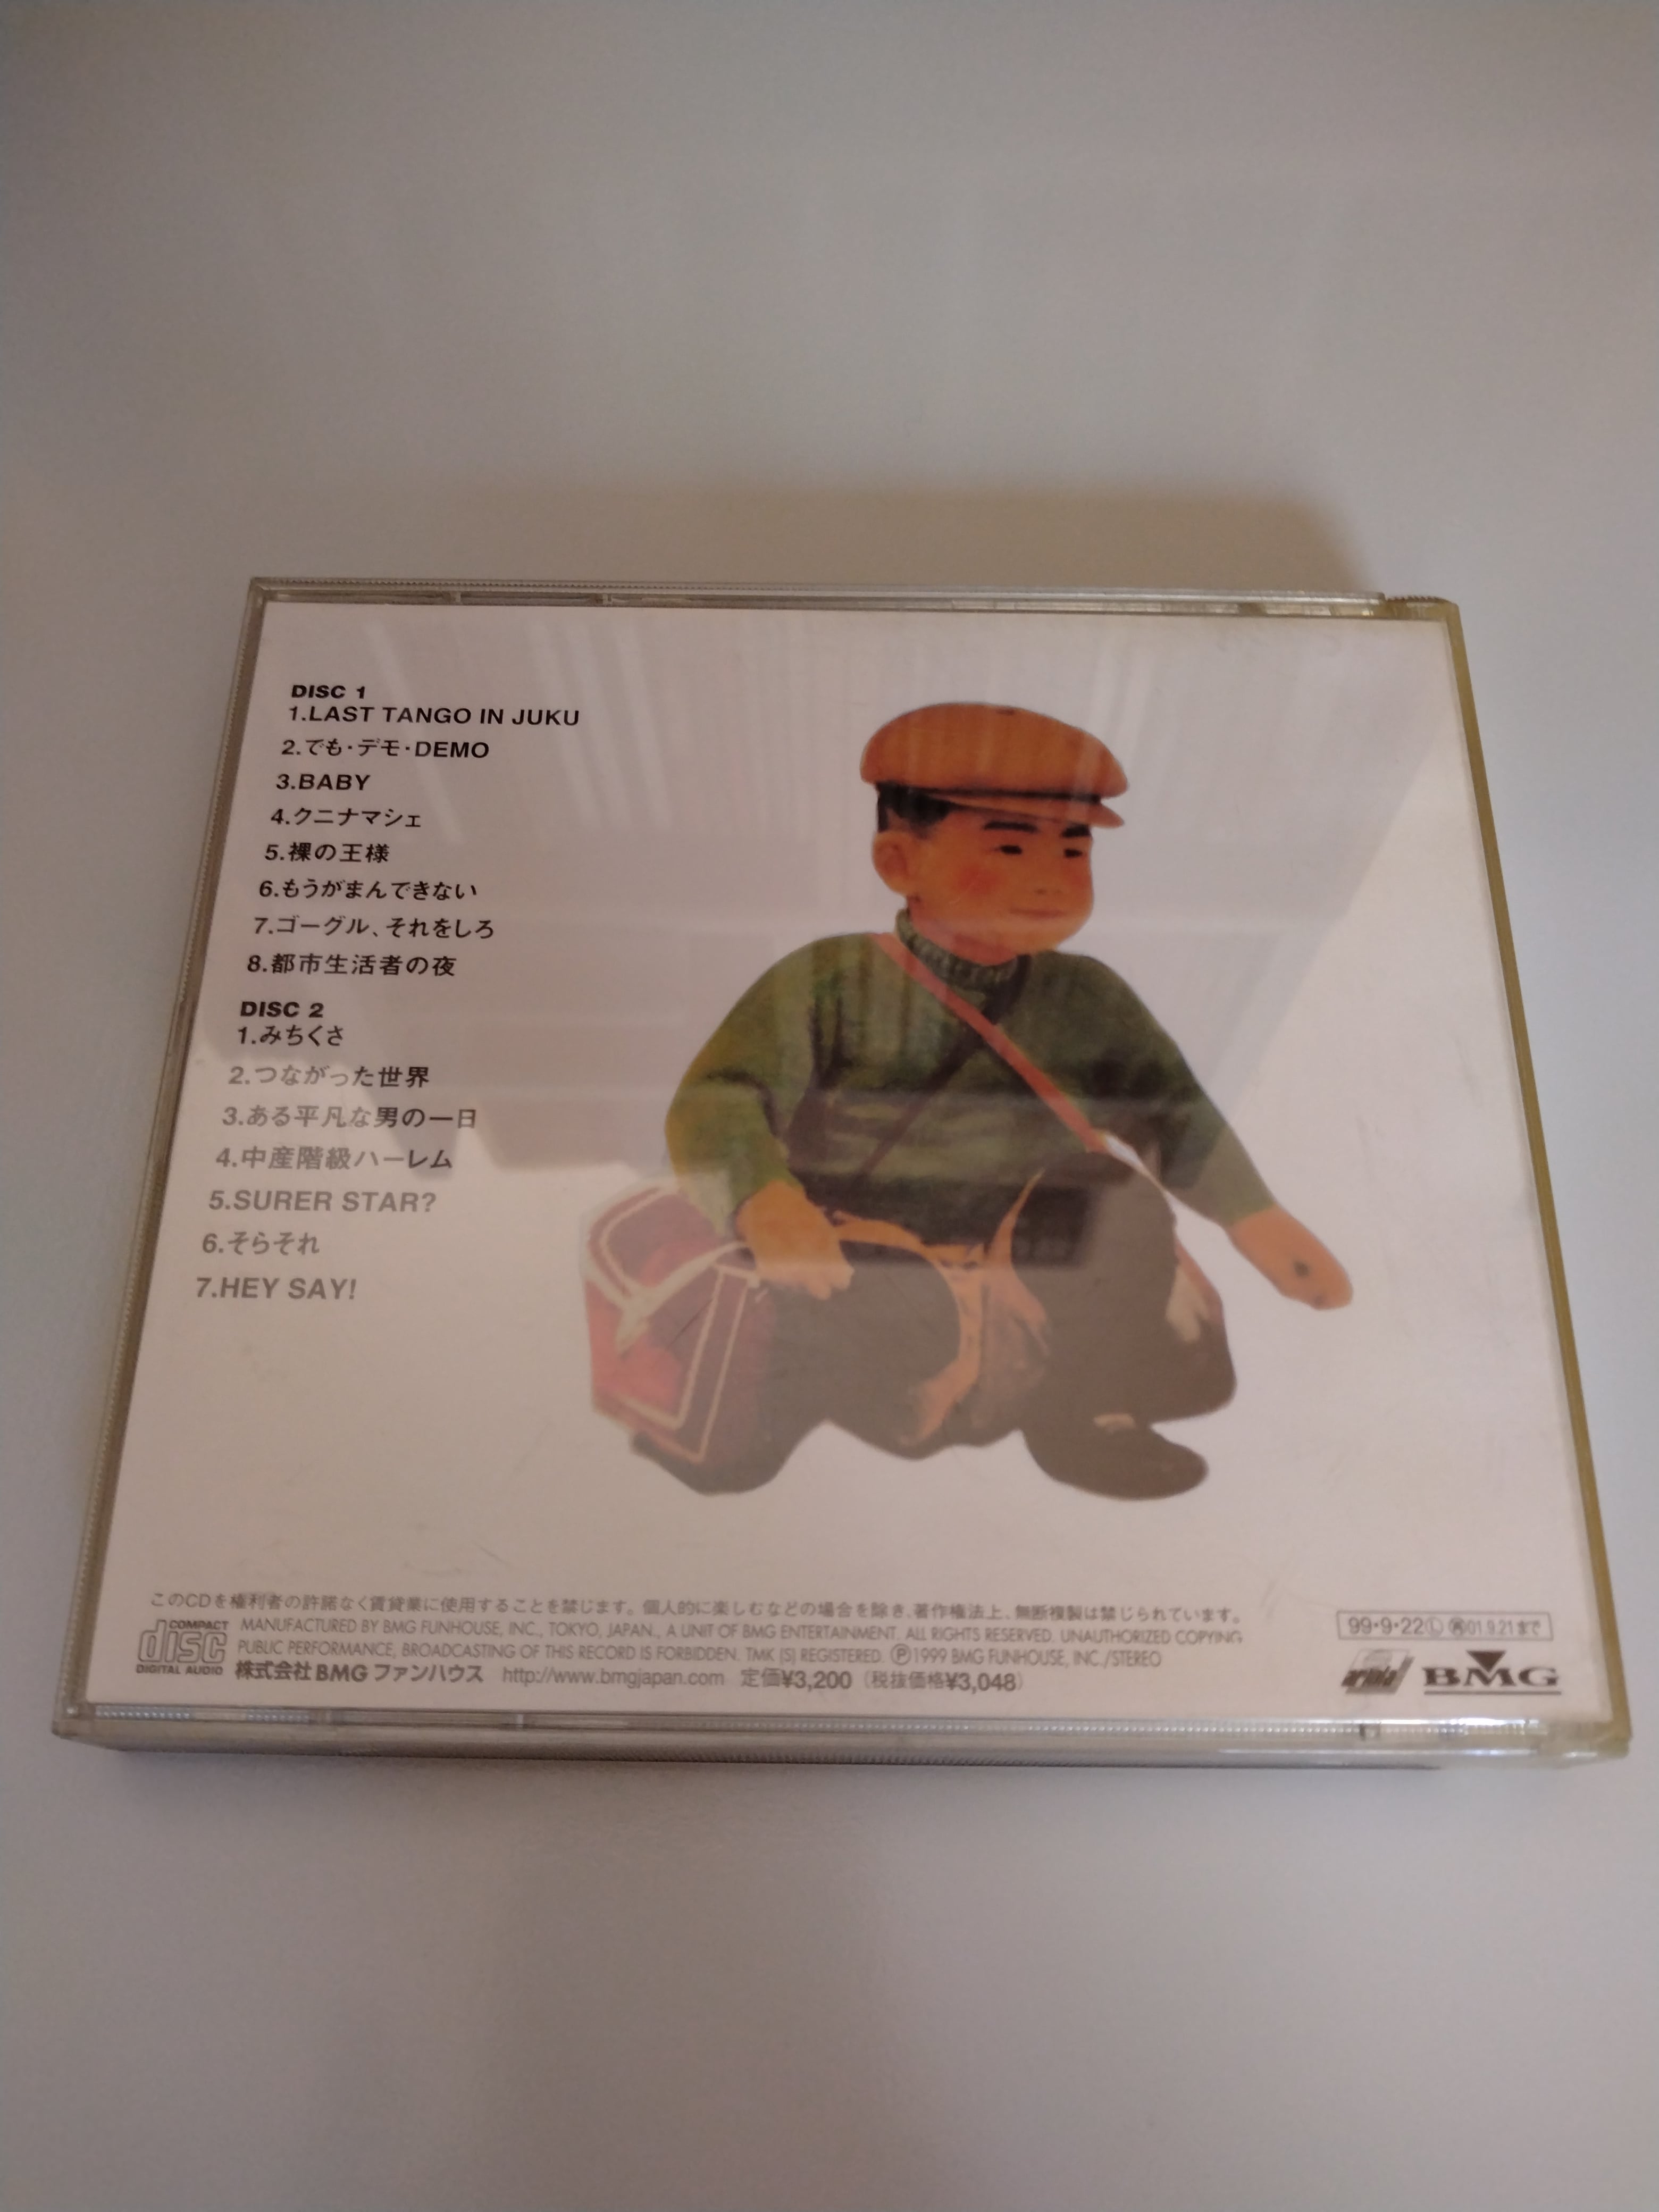 DISC 1
1.LAST TANGO IN JUKU
2.でも・デモ・DEMO
3.BABY
4.クニナマシェ
5.裸の王様
6.もうがまんできない
7.ゴーグル、それをしろ
8.都市生活者の夜
DISC 2
1.みちくさ
2.つながった世界
3.ある平凡な男の一日
4.中産階級ハーレム
5.SURER STAR?
6.そらそれ
7.HEY SAY!
このCDを権利者の許諾なく賃貸業に使用することを禁じます。個人的に楽しむなどの場合を除き、著作権法上、無断複製は禁じられています。
COMPACT disc DIGITAL AUDIO
MANUFACTURED BY BMG FUNHOUSE, INC., TOKYO, JAPAN., A UNIT OF BMG ENTERTAINMENT. ALL RIGHTS RESERVED. UNAUTHORIZED COPYING
PUBLIC PERFORMANCE, BROADCASTING OF THIS RECORD IS FORBIDDEN. TMK (S) REGISTERED. Ⓟ1999 BMG FUNHOUSE, INC./STEREO
株式会社BMGファンハウス http://www.bmgjapan.com 定価¥3,200（税抜価格¥3,048）
99・9・22Ⓛ ㊟01.9.21まで
ariola BMG